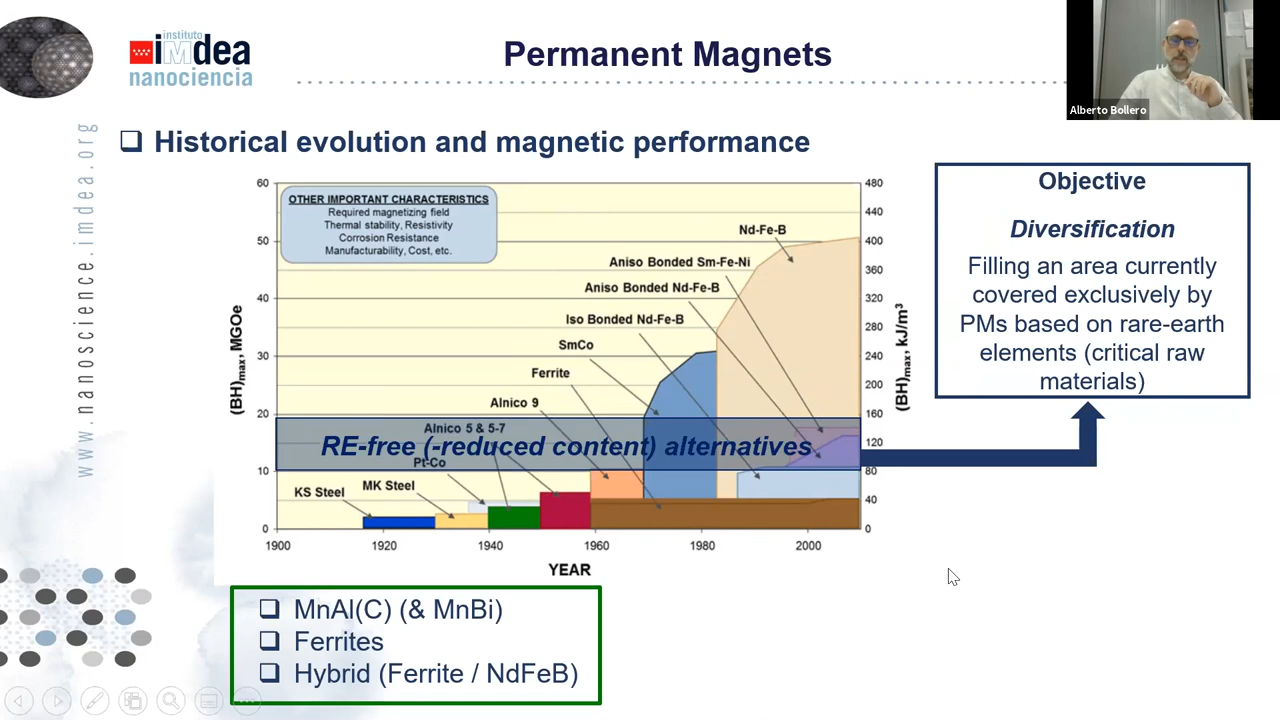 instituto
imdea
nanociencia
Permanent Magnets
Alberto Bollero
www.nanoscience.imdea.org
❑ Historical evolution and magnetic performance
OTHER IMPORTANT CHARACTERISTICS
Required magnetizing field
Thermal stability, Resistivity
Corrosion Resistance
Manufacturability, Cost, etc.
60
50
40
30
20
10
0
(BH)max, MGOe
480
440
400
360
320
280
240
200
160
120
80
40
0
(BH)max, kJ/m³
Nd-Fe-B
Aniso Bonded Sm-Fe-Ni
Aniso Bonded Nd-Fe-B
Iso Bonded Nd-Fe-B
SmCo
Ferrite
Alnico 9
Alnico 5 & 5-7
RE-free (-reduced content) alternatives
Pt-Co
MK Steel
KS Steel
1900
1920
1940
1960
1980
2000
YEAR
Objective
Diversification
Filling an area currently
covered exclusively by
PMs based on rare-earth
elements (critical raw
materials)
❑ MnAl(C) (& MnBi)
❑ Ferrites
❑ Hybrid (Ferrite / NdFeB)